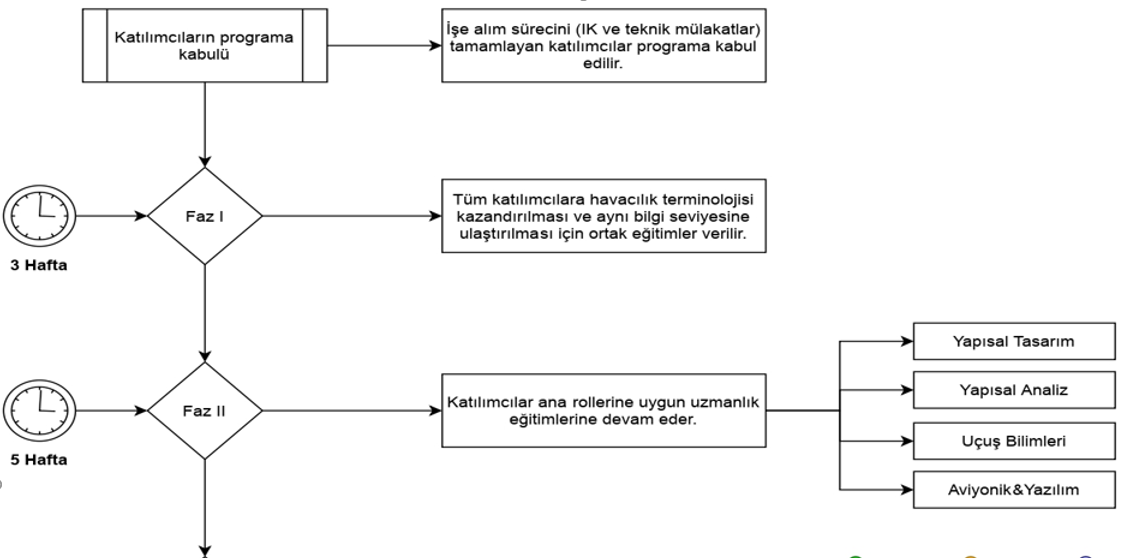 Katılımcıların programa
kabulü
İşe alım sürecini (IK ve teknik mülakatlar)
tamamlayan katılımcılar programa kabul
edilir.
Faz I
3 Hafta
Tüm katılımcılara havacılık terminolojisi
kazandırılması ve aynı bilgi seviyesine
ulaştırılması için ortak eğitimler verilir.
Faz II
5 Hafta
Katılımcılar ana rollerine uygun uzmanlık
eğitimlerine devam eder.
Yapısal Tasarım
Yapısal Analiz
Uçuş Bilimleri
Aviyonik&Yazılım